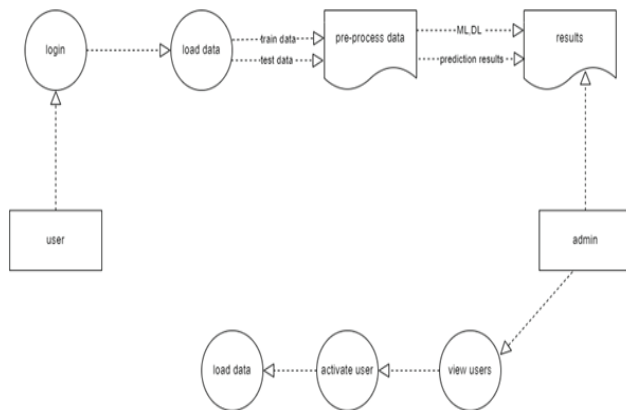 login
load data
train data
test data
pre-process data
ML,DL
prediction results
results
user
admin
load data
activate user
view users